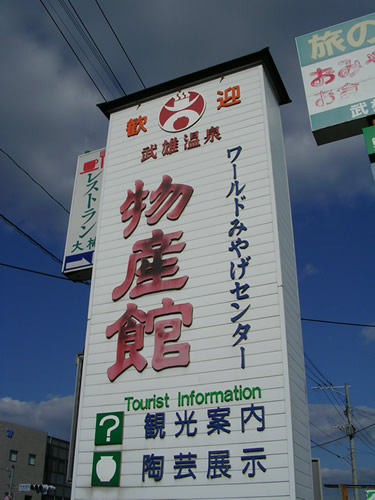 歓迎
武雄温泉
物産館
ワールドみやげセンター
Tourist Information
? 観光案内
陶芸展示
レストラン
旅の
おみや
武